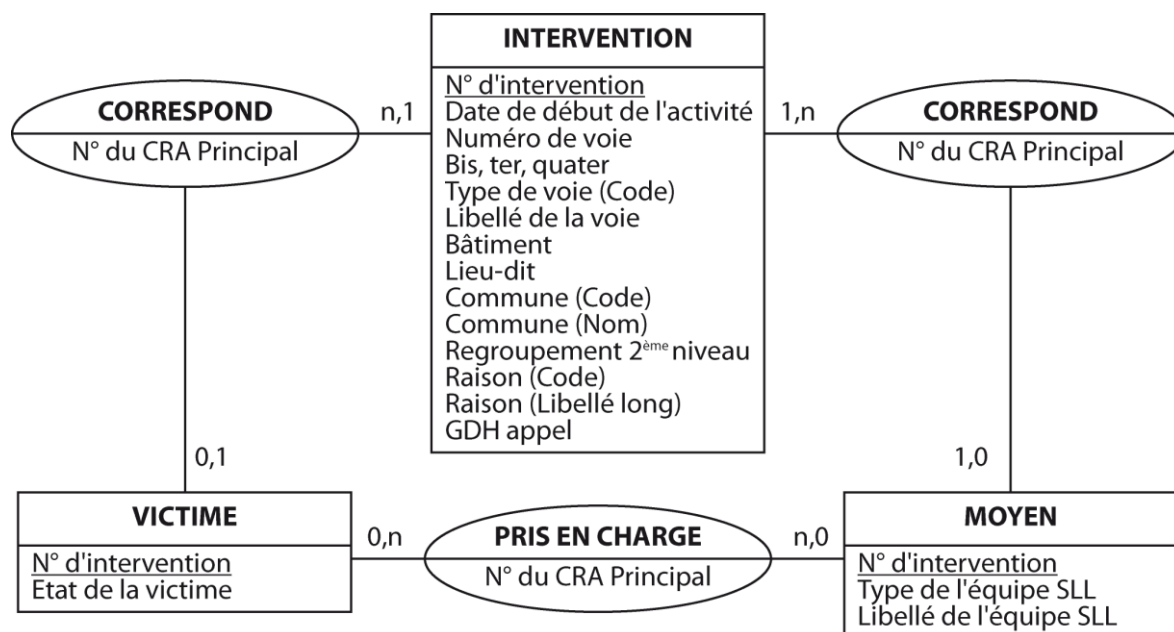 INTERVENTION
N° d'intervention
Date de début de l'activité
Numéro de voie
Bis, ter, quater
Type de voie (Code)
Libellé de la voie
Bâtiment
Lieu-dit
Commune (Code)
Commune (Nom)
Regroupement 2ème niveau
Raison (Code)
Raison (Libellé long)
GDH appel
CORRESPOND
N° du CRA Principal
n,1
1,n
CORRESPOND
N° du CRA Principal
0,1
1,0
VICTIME
N° d'intervention
Etat de la victime
0,n
PRIS EN CHARGE
N° du CRA Principal
n,0
MOYEN
N° d'intervention
Type de l'équipe SLL
Libellé de l'équipe SLL